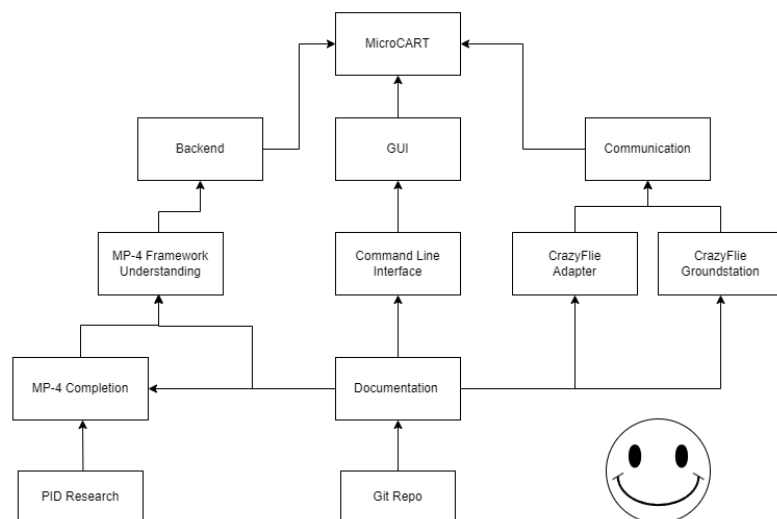 MicroCART
Backend
GUI
Communication
MP-4 Framework
Understanding
Command Line
Interface
CrazyFlie
Adapter
CrazyFlie
Groundstation
MP-4 Completion
Documentation
PID Research
Git Repo